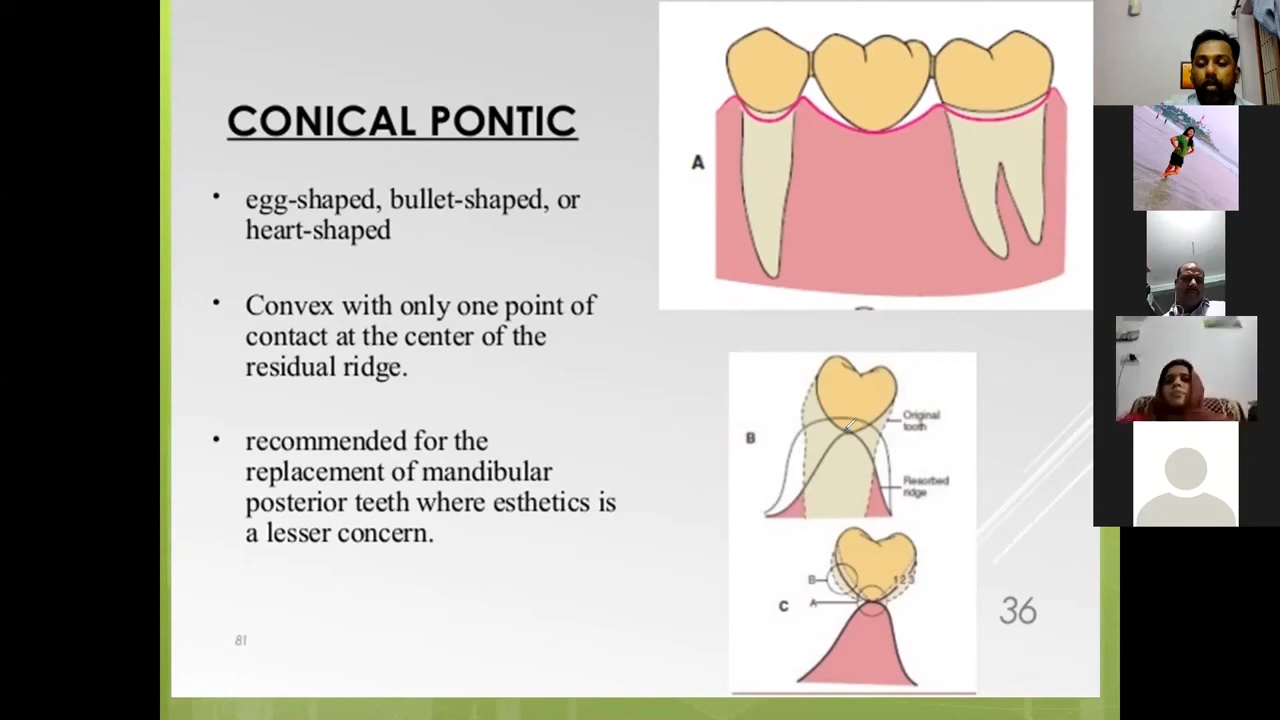 CONICAL PONTIC
• egg-shaped, bullet-shaped, or
heart-shaped
• Convex with only one point of
contact at the center of the
residual ridge.
• recommended for the
replacement of mandibular
posterior teeth where esthetics is
a lesser concern.
81
A
B
Original
tooth
Resorbed
ridge
B
123
C
A
36